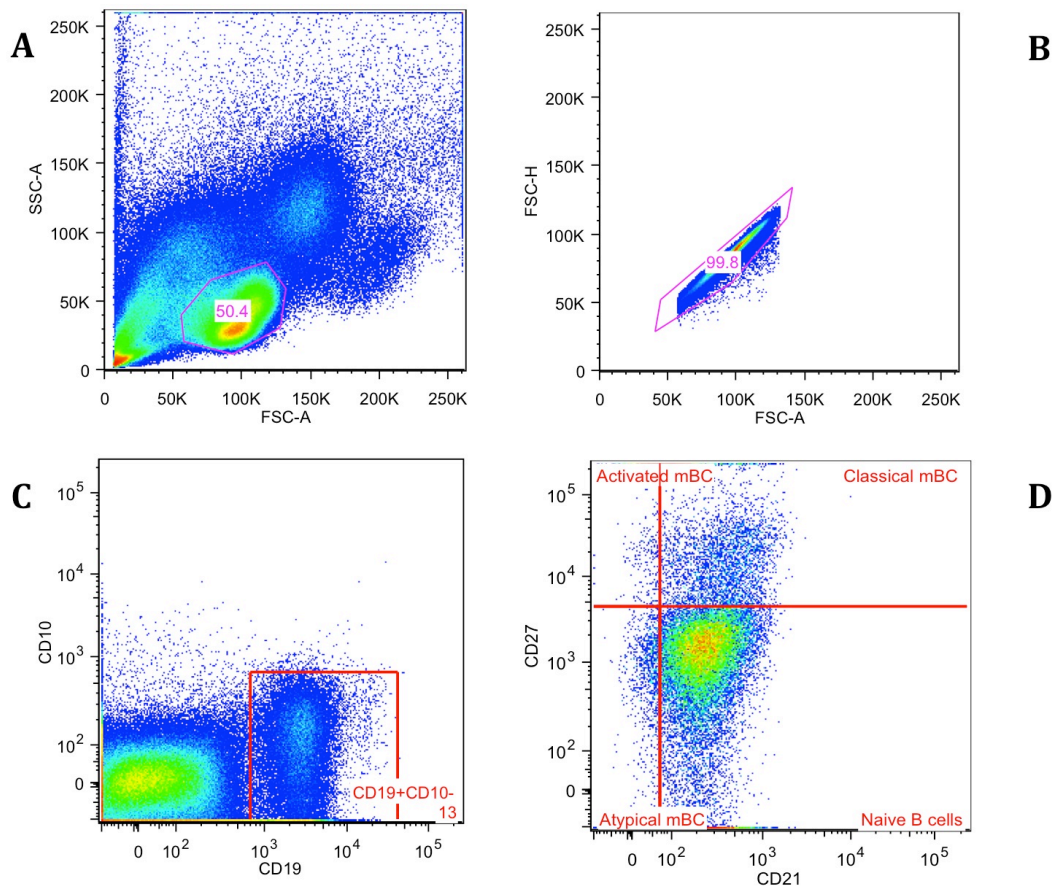 A
250K
200K
150K
100K
50K
0
SSC-A
50.4
0 50K 100K 150K 200K 250K
FSC-A
B
250K
200K
150K
100K
50K
0
FSC-H
99.8
0 50K 100K 150K 200K 250K
FSC-A
C
10⁵
10⁴
10³
10²
0
CD10
CD19+CD10-
13
0 10² 10³ 10⁴ 10⁵
CD19
D
Activated mBC Classical mBC
10⁵
10⁴
10³
10²
0
CD27
Atypical mBC Naive B cells
0 10² 10³ 10⁴ 10⁵
CD21